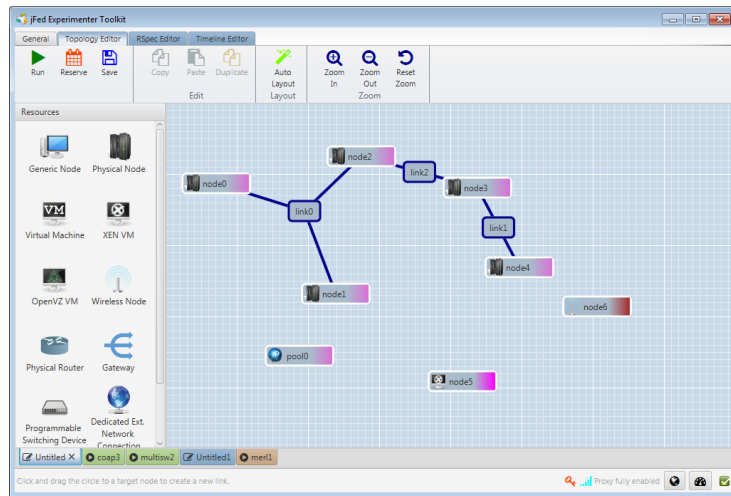 jFed Experimenter Toolkit
General Topology Editor RSpec Editor Timeline Editor
Run Reserve Save Copy Paste Duplicate Auto Layout Zoom In Zoom Out Reset Zoom
Edit Layout Zoom
Resources
Generic Node Physical Node
Virtual Machine XEN VM
OpenVZ VM Wireless Node
Physical Router Gateway
Programmable Switching Device Dedicated Ext. Network Connection
node2
link2
node0
node3
link0
link1
node4
node1
node6
pool0
node5
Untitled coap3 multisw2 Untitled1 merl1
Click and drag the circle to a target node to create a new link. Proxy fully enabled